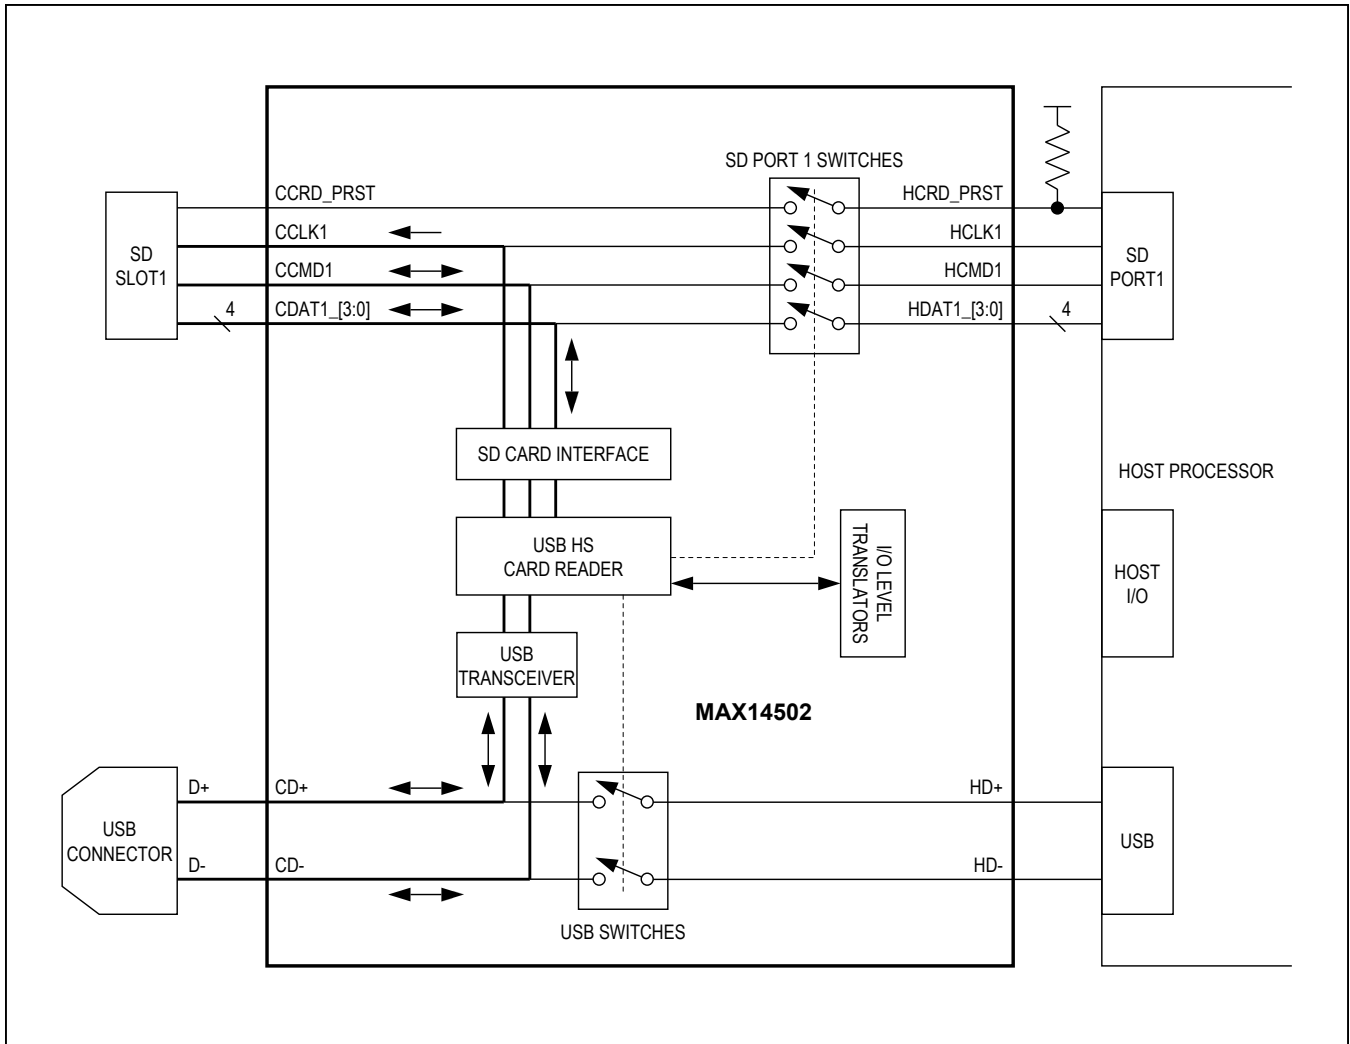 SD PORT 1 SWITCHES
CCRD_PRST
HCRD_PRST
CCLK1
HCLK1
SD
SLOT1
CCMD1
HCMD1
SD
PORT1
4
CDAT1_[3:0]
HDAT1_[3:0]
4
SD CARD INTERFACE
HOST PROCESSOR
USB HS
CARD READER
I/O LEVEL
TRANSLATORS
HOST
I/O
USB
TRANSCEIVER
MAX14502
D+
CD+
HD+
USB
CONNECTOR
USB
D-
CD-
HD-
USB SWITCHES